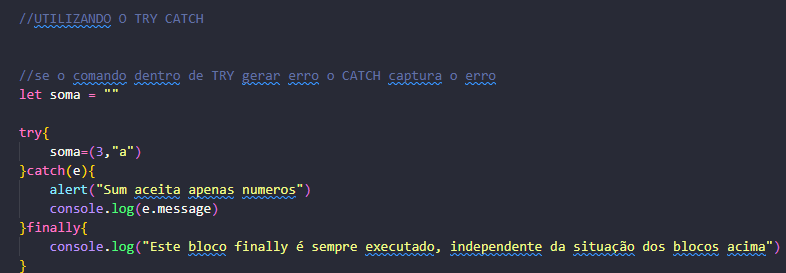 //UTILIZANDO O TRY CATCH
//se o comando dentro de TRY gerar erro o CATCH captura o erro
let soma = ""
try{
soma=(3,"a")
}catch(e){
alert("Sum aceita apenas numeros")
console.log(e.message)
}finally{
console.log("Este bloco finally é sempre executado, independente da situação dos blocos acima")
}